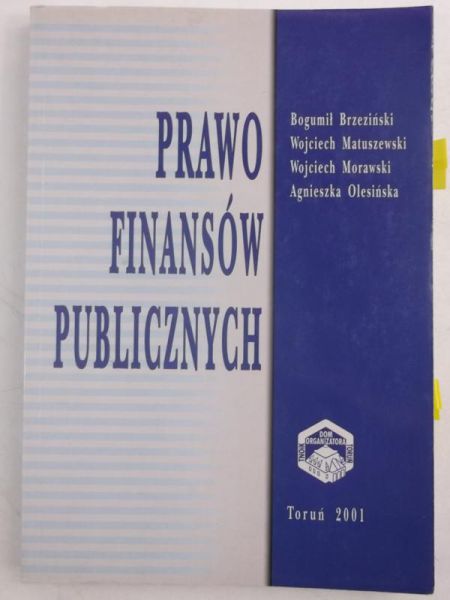 PRAWO
FINANSÓW
PUBLICZNYCH
Bogumił Brzeziński
Wojciech Matuszewski
Wojciech Morawski
Agnieszka Olesińska
DOM
ORGANIZATORA
Toruń 2001